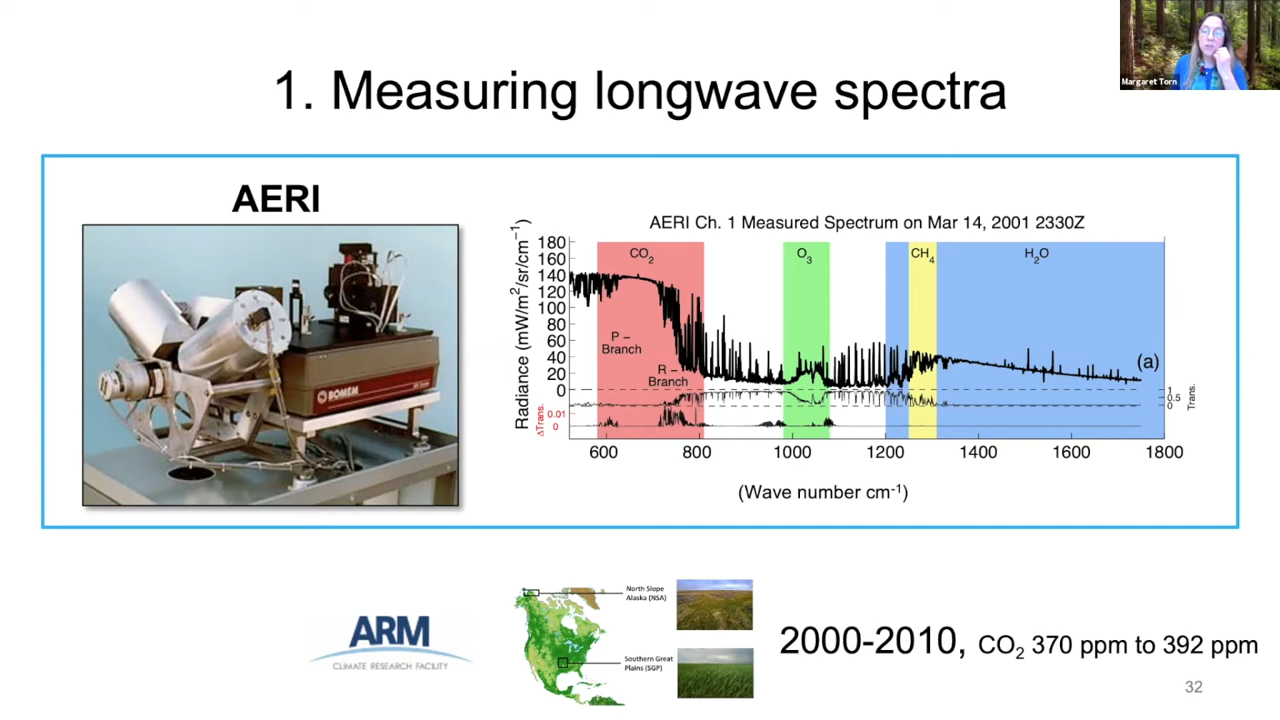 Margaret Torn
1. Measuring longwave spectra
AERI
BOMEM
AERI Ch. 1 Measured Spectrum on Mar 14, 2001 2330Z
Radiance (mW/m²/sr/cm⁻¹)
180
160
140
120
100
80
60
40
20
0
CO₂
O₃
CH₄
H₂O
P –
Branch
R –
Branch
(a)
ΔTrans.
0.01
0
1
0.5
0
Trans.
600 800 1000 1200 1400 1600 1800
(Wave number cm⁻¹)
ARM
CLIMATE RESEARCH FACILITY
North Slope
Alaska (NSA)
Southern Great
Plains (SGP)
2000-2010, CO₂ 370 ppm to 392 ppm
32